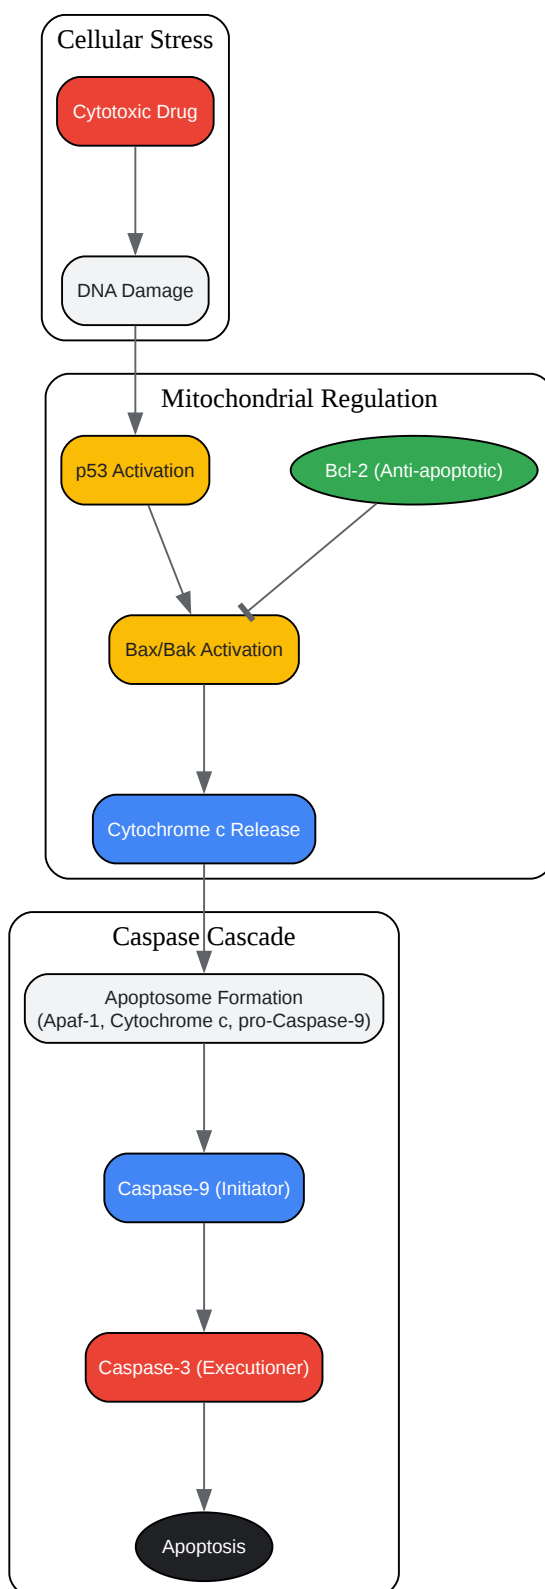 Cellular Stress
Cytotoxic Drug
DNA Damage
Mitochondrial Regulation
p53 Activation
Bcl-2 (Anti-apoptotic)
Bax/Bak Activation
Cytochrome c Release
Caspase Cascade
Apoptosome Formation
(Apaf-1, Cytochrome c, pro-Caspase-9)
Caspase-9 (Initiator)
Caspase-3 (Executioner)
Apoptosis